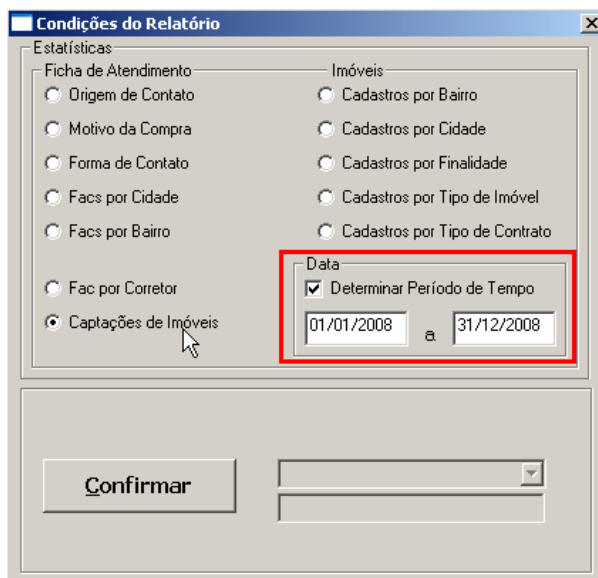 Condições do Relatório
Estatísticas
Ficha de Atendimento
Origem de Contato
Motivo da Compra
Forma de Contato
Facs por Cidade
Facs por Bairro
Fac por Corretor
Captações de Imóveis
Imóveis
Cadastros por Bairro
Cadastros por Cidade
Cadastros por Finalidade
Cadastros por Tipo de Imóvel
Cadastros por Tipo de Contrato
Data
Determinar Período de Tempo
01/01/2008 a 31/12/2008
Confirmar